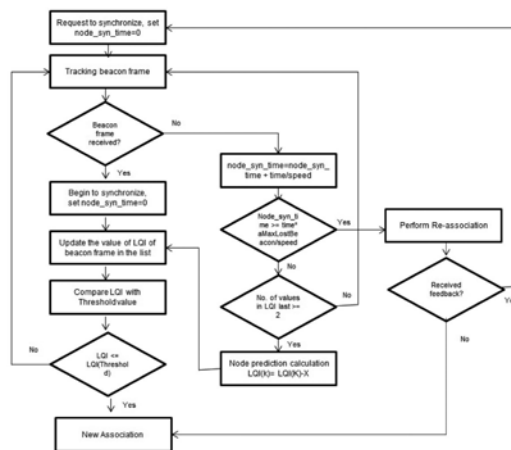 Request to synchronize, set
node_syn_time=0
Tracking beacon frame
Beacon
frame
received?
No
Yes
node_syn_time=node_syn_
time + time/speed
Begin to synchronize,
set node_syn_time=0
Node_syn_ti
me >= time*
aMaxLostBe
acon/speed
Yes
Perform Re-association
Update the value of LQI of
beacon frame in the list
No
Compare LQI with
Threshold value
No. of values
in LQI last >=
2
No
Received
feedback?
Yes
No
LQI <=
LQI(Threshol
d)
Node prediction calculation
LQI(k)= LQI(K)-X
Yes
No
New Association